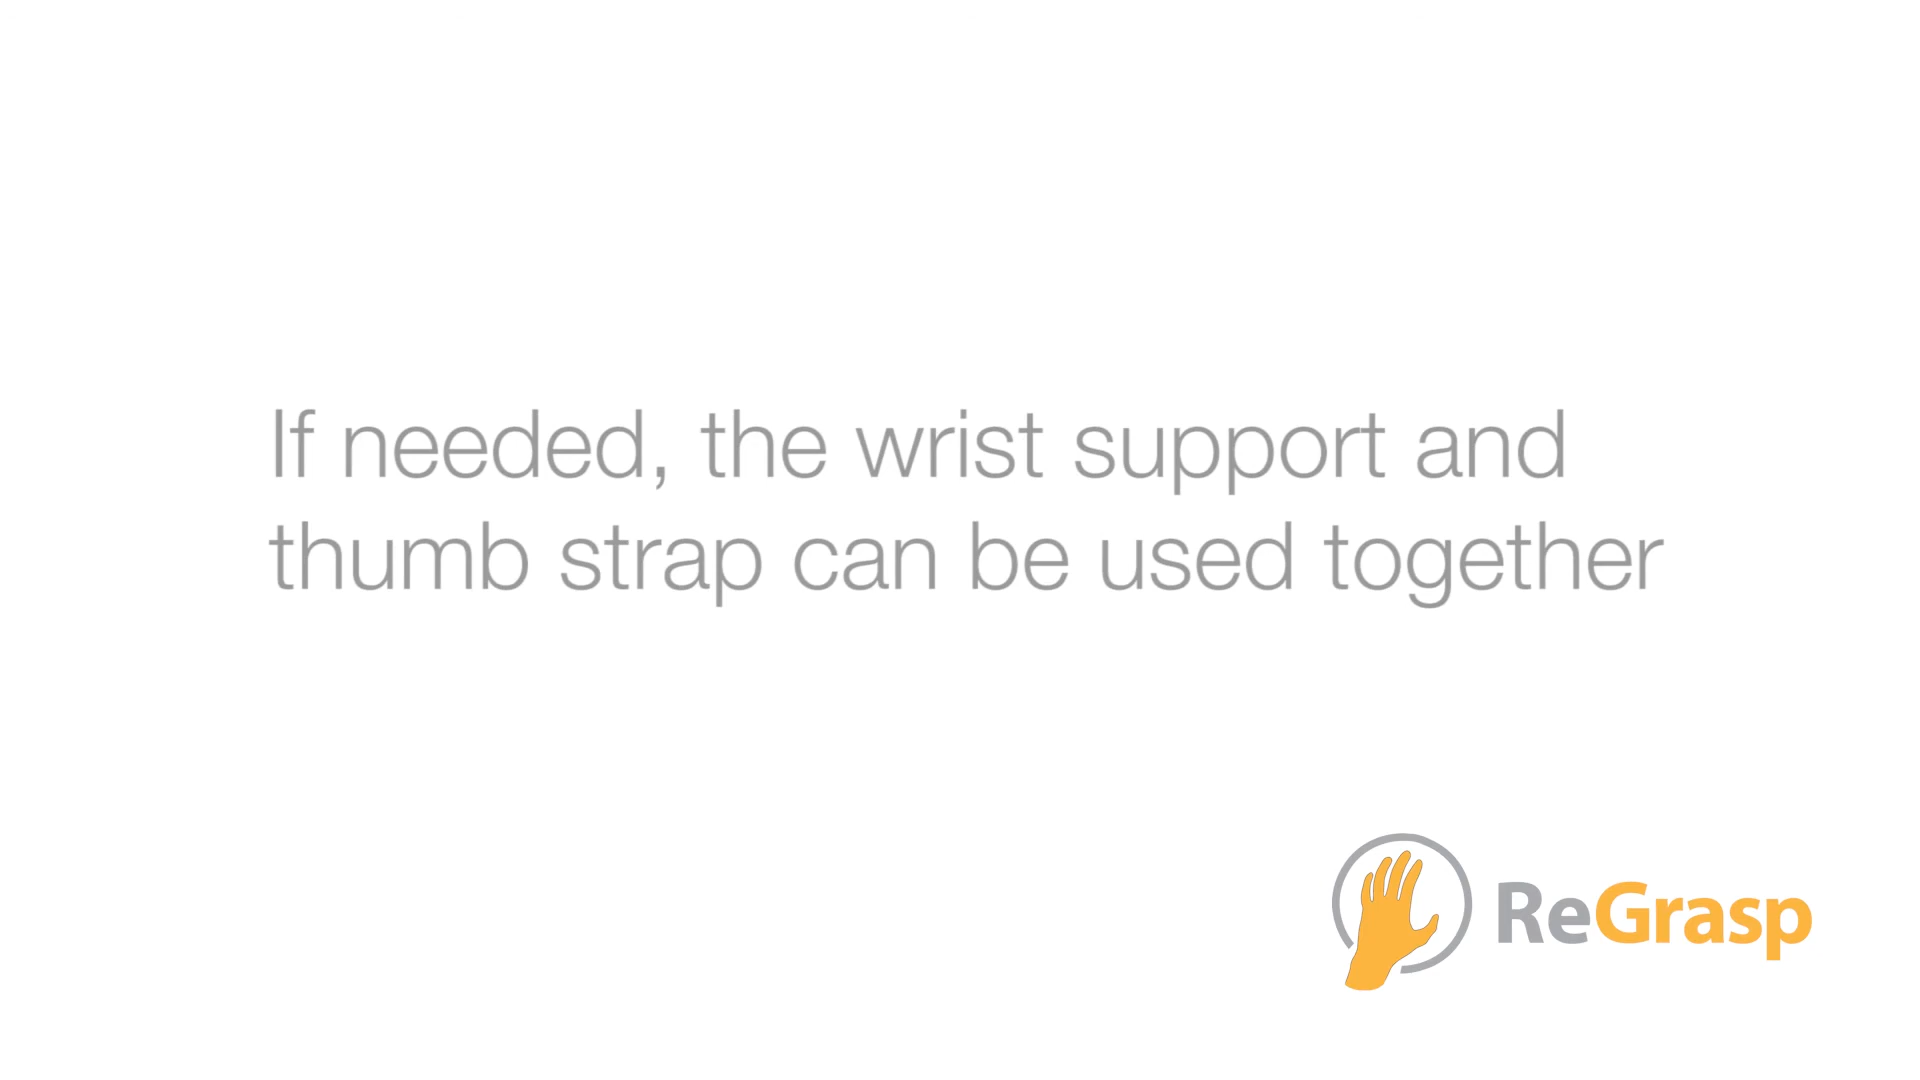 If needed, the wrist support and
thumb strap can be used together
ReGrasp